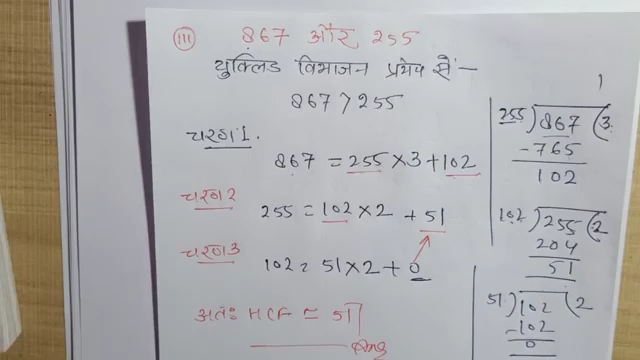 (iii) 867 और 255
युक्लिड विभाजन प्रमेय सें:-
867 > 255
चरण 1.
867 = 255 × 3 + 102
चरण 2
255 = 102 × 2 + 51
चरण 3
102 = 51 × 2 + 0
अतः HCF = 51
Ans
1
255 ) 867 ( 3
- 765
102
102 ) 255 ( 2
204
51
51 ) 102 ( 2
- 102
0